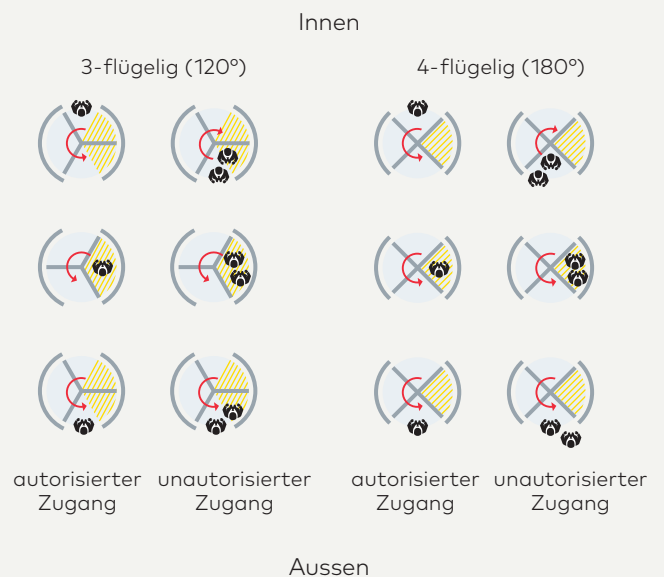 Innen
3-flügelig (120°)
4-flügelig (180°)
autorisierter
Zugang
unautorisierter
Zugang
autorisierter
Zugang
unautorisierter
Zugang
Aussen